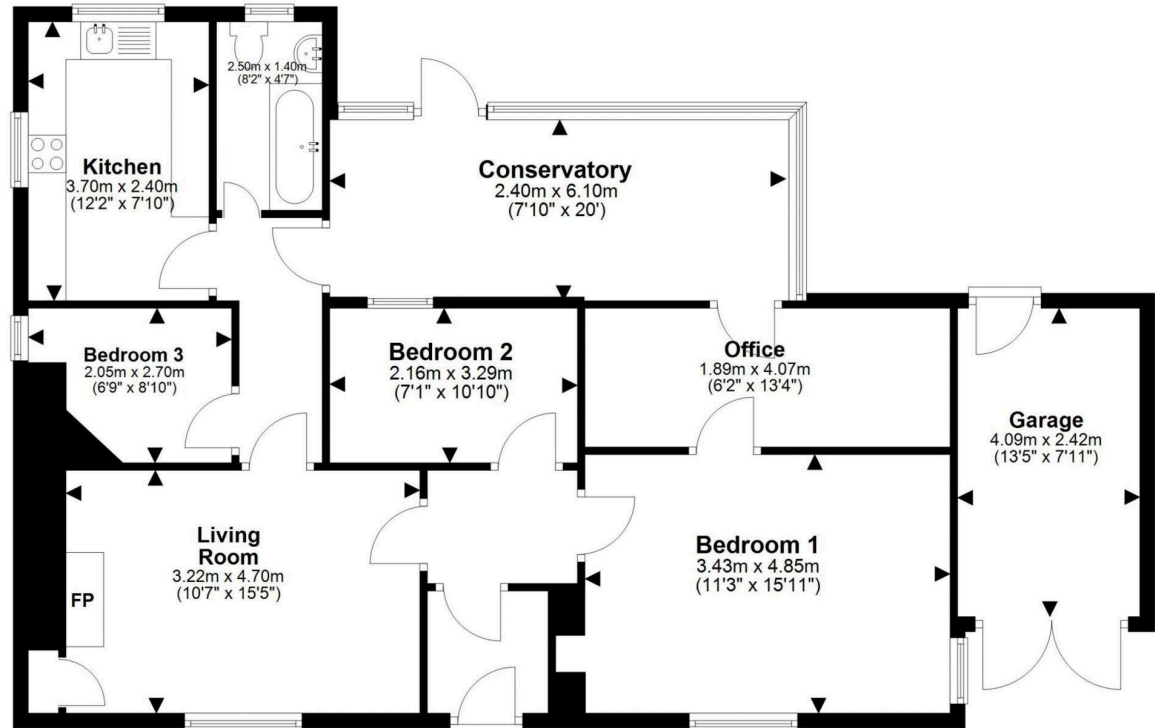 2.50m x 1.40m
(8'2" x 4'7")
Kitchen
3.70m x 2.40m
(12'2" x 7'10")
Conservatory
2.40m x 6.10m
(7'10" x 20')
Bedroom 3
2.05m x 2.70m
(6'9" x 8'10")
Bedroom 2
2.16m x 3.29m
(7'1" x 10'10")
Office
1.89m x 4.07m
(6'2" x 13'4")
Garage
4.09m x 2.42m
(13'5" x 7'11")
Living
Room
3.22m x 4.70m
(10'7" x 15'5")
FP
Bedroom 1
3.43m x 4.85m
(11'3" x 15'11")